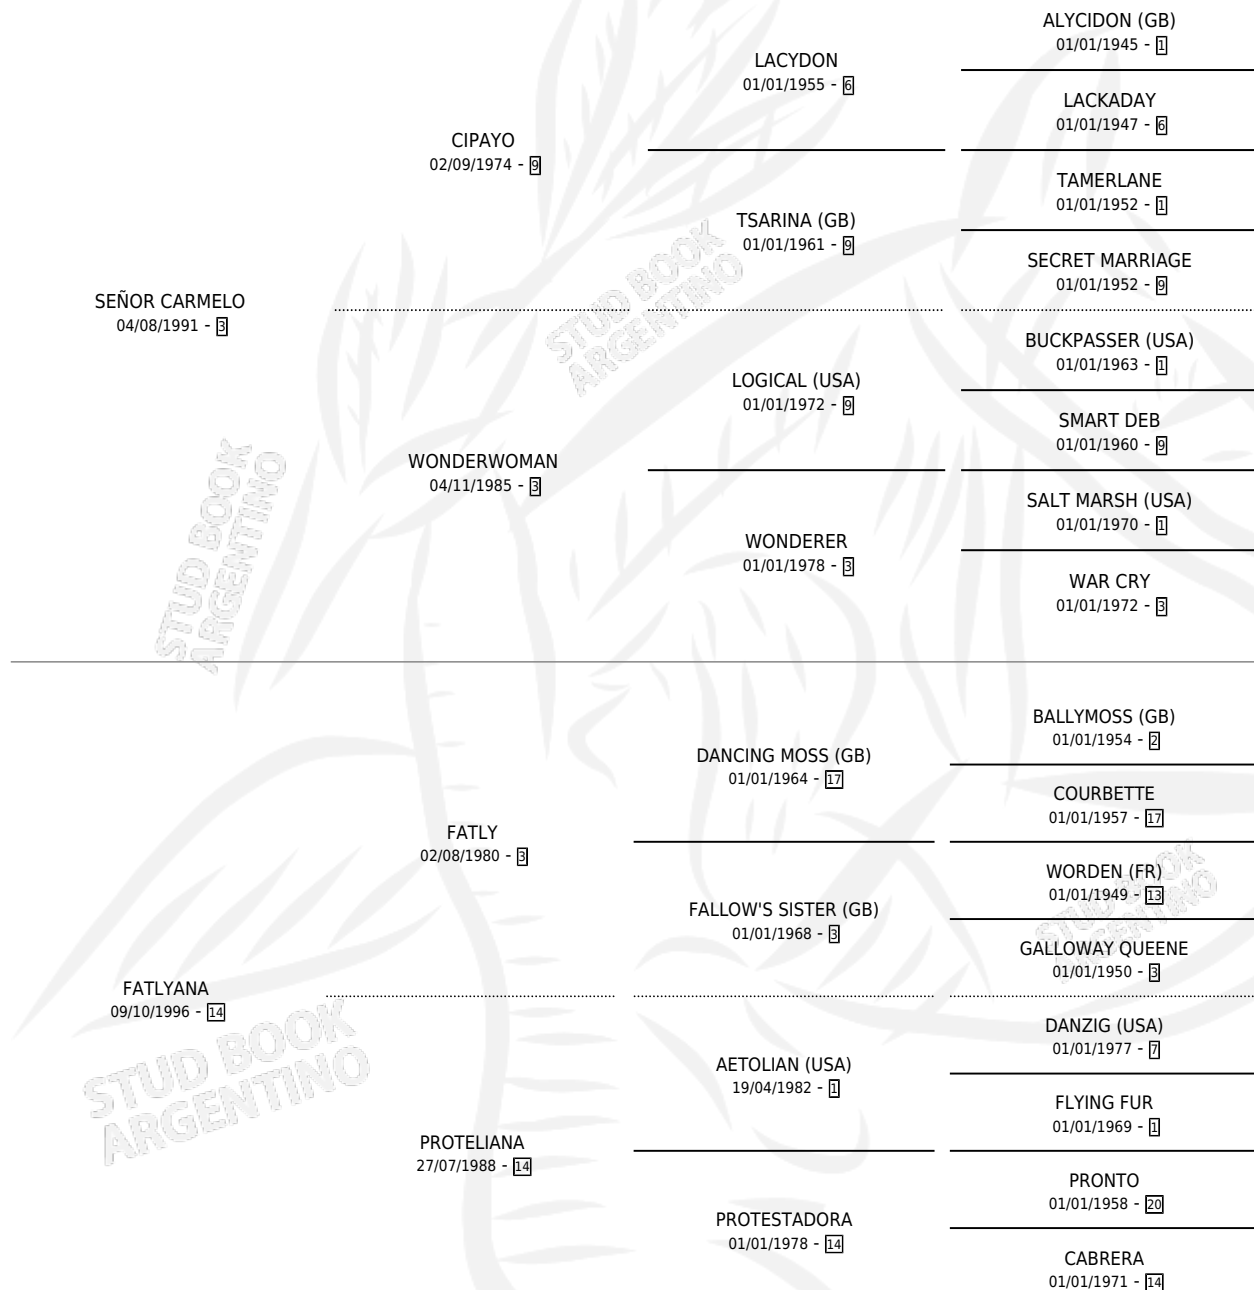 ALYCIDON (GB)
01/01/1945 - 1
LACYDON
01/01/1955 - 6
LACKADAY
01/01/1947 - 6
CIPAYO
02/09/1974 - 9
TAMERLANE
01/01/1952 - 1
TSARINA (GB)
01/01/1961 - 9
SECRET MARRIAGE
01/01/1952 - 9
SEÑOR CARMELO
04/08/1991 - 3
BUCKPASSER (USA)
01/01/1963 - 1
LOGICAL (USA)
01/01/1972 - 9
SMART DEB
01/01/1960 - 9
WONDERWOMAN
04/11/1985 - 3
SALT MARSH (USA)
01/01/1970 - 1
WONDERER
01/01/1978 - 3
WAR CRY
01/01/1972 - 3
BALLYMOSS (GB)
01/01/1954 - 2
DANCING MOSS (GB)
01/01/1964 - 17
COURBETTE
01/01/1957 - 17
FATLY
02/08/1980 - 3
WORDEN (FR)
01/01/1949 - 13
FALLOW'S SISTER (GB)
01/01/1968 - 3
GALLOWAY QUEENE
01/01/1950 - 3
FATLYANA
09/10/1996 - 14
DANZIG (USA)
01/01/1977 - 7
AETOLIAN (USA)
19/04/1982 - 1
FLYING FUR
01/01/1969 - 1
PROTELIANA
27/07/1988 - 14
PRONTO
01/01/1958 - 20
PROTESTADORA
01/01/1978 - 14
CABRERA
01/01/1971 - 14
STUD BOOK
ARGENTINO
STUD BOOK
ARGENTINO
STUD BOOK
ARGENTINO
STUD BOOK
ARGENTINO